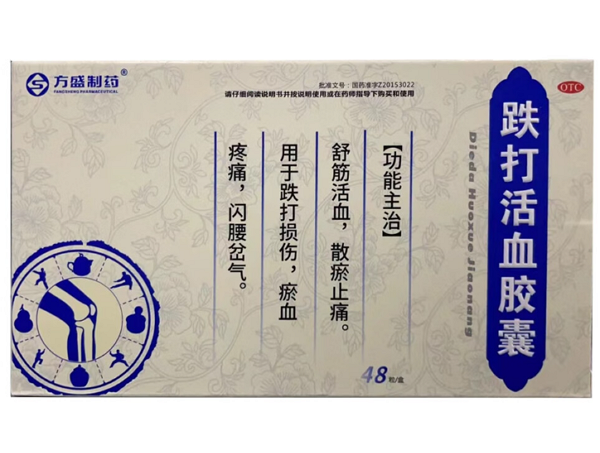 方盛制药®
FANGSHENG PHARMACEUTICAL
批准文号：国药准字Z20153022
请仔细阅读说明书并按说明使用或在药师指导下购买和使用
OTC
跌打活血胶囊
Dieda Huoxue Jiaonang
【功能主治】
舒筋活血，散瘀止痛。
用于跌打损伤，瘀血
疼痛，闪腰岔气。
48粒/盒